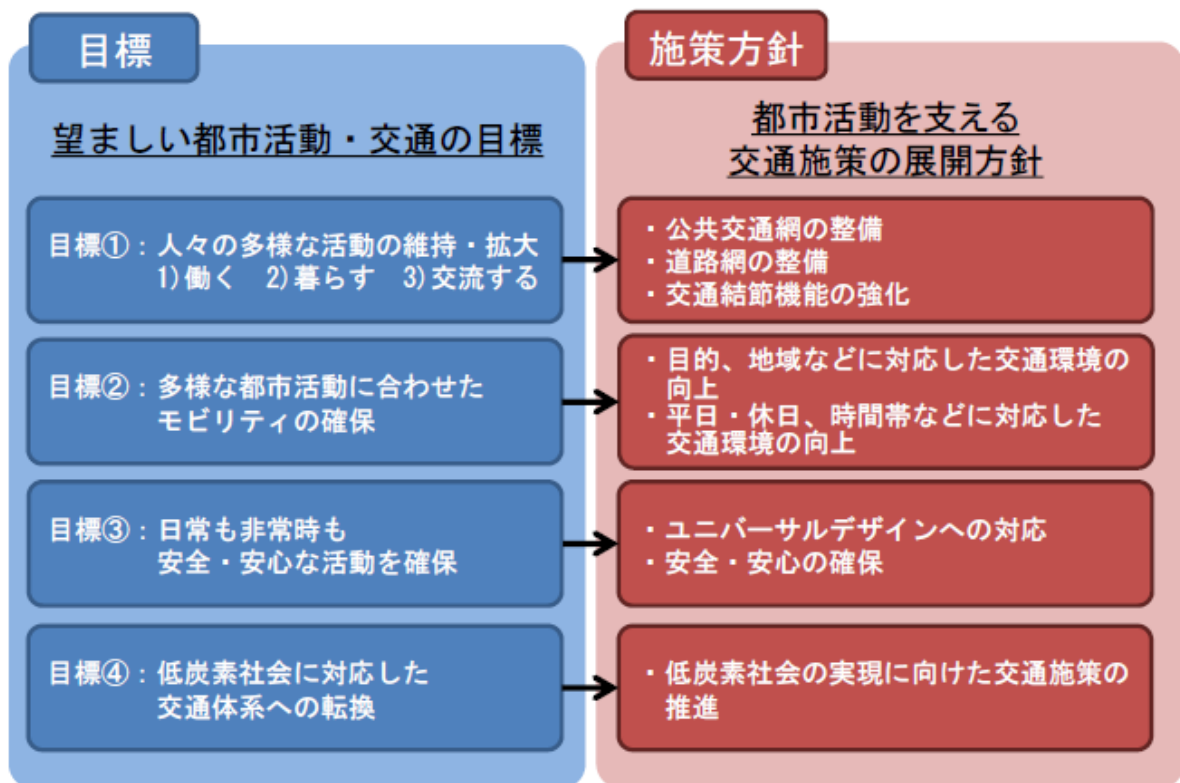 目標
望ましい都市活動・交通の目標
目標①：人々の多様な活動の維持・拡大
1)働く　2)暮らす　3)交流する
目標②：多様な都市活動に合わせた
モビリティの確保
目標③：日常も非常時も
安全・安心な活動を確保
目標④：低炭素社会に対応した
交通体系への転換
施策方針
都市活動を支える
交通施策の展開方針
・公共交通網の整備
・道路網の整備
・交通結節機能の強化
・目的、地域などに対応した交通環境の
向上
・平日・休日、時間帯などに対応した
交通環境の向上
・ユニバーサルデザインへの対応
・安全・安心の確保
・低炭素社会の実現に向けた交通施策の
推進